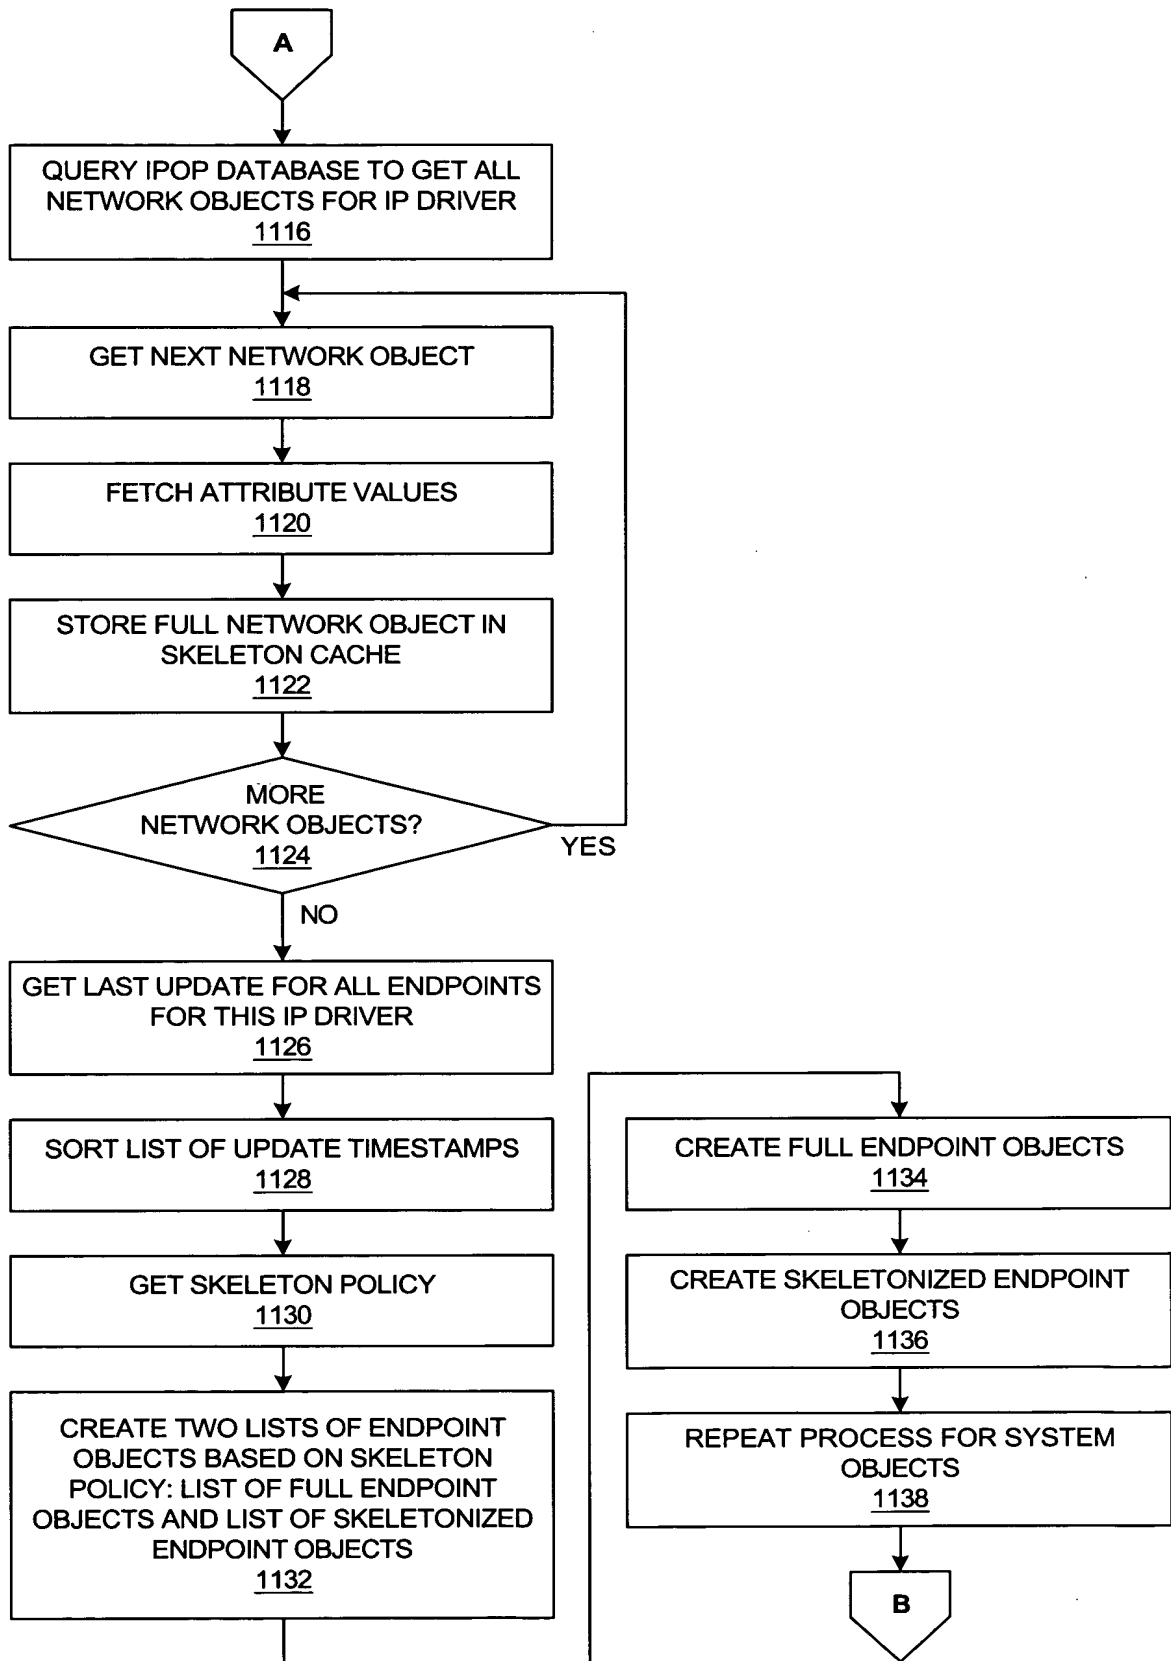 A
QUERY IPOP DATABASE TO GET ALL
NETWORK OBJECTS FOR IP DRIVER
1116
GET NEXT NETWORK OBJECT
1118
FETCH ATTRIBUTE VALUES
1120
STORE FULL NETWORK OBJECT IN
SKELETON CACHE
1122
MORE
NETWORK OBJECTS?
1124
YES
NO
GET LAST UPDATE FOR ALL ENDPOINTS
FOR THIS IP DRIVER
1126
SORT LIST OF UPDATE TIMESTAMPS
1128
GET SKELETON POLICY
1130
CREATE TWO LISTS OF ENDPOINT
OBJECTS BASED ON SKELETON
POLICY: LIST OF FULL ENDPOINT
OBJECTS AND LIST OF SKELETONIZED
ENDPOINT OBJECTS
1132
CREATE FULL ENDPOINT OBJECTS
1134
CREATE SKELETONIZED ENDPOINT
OBJECTS
1136
REPEAT PROCESS FOR SYSTEM
OBJECTS
1138
B